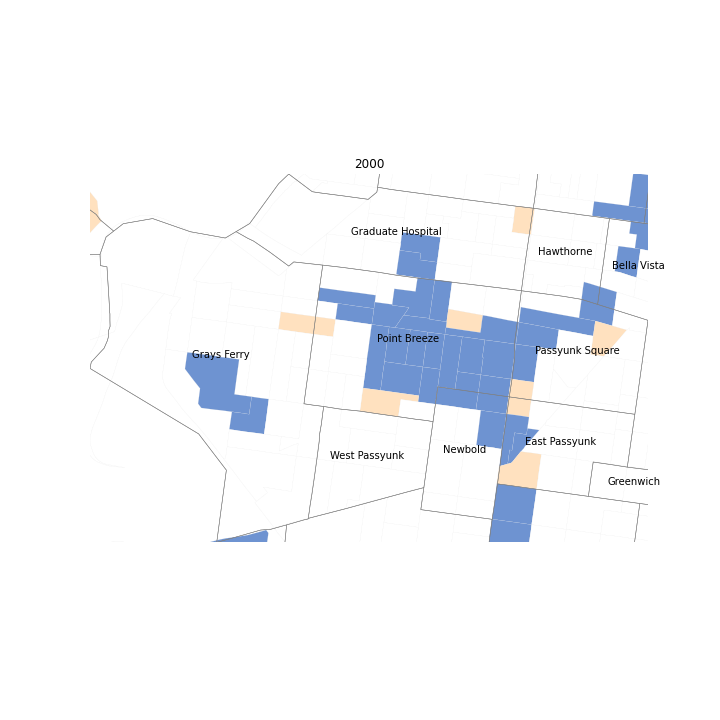 2000
Graduate Hospital
Hawthorne
Bella Vista
Point Breeze
Passyunk Square
Grays Ferry
East Passyunk
Newbold
West Passyunk
Greenwich